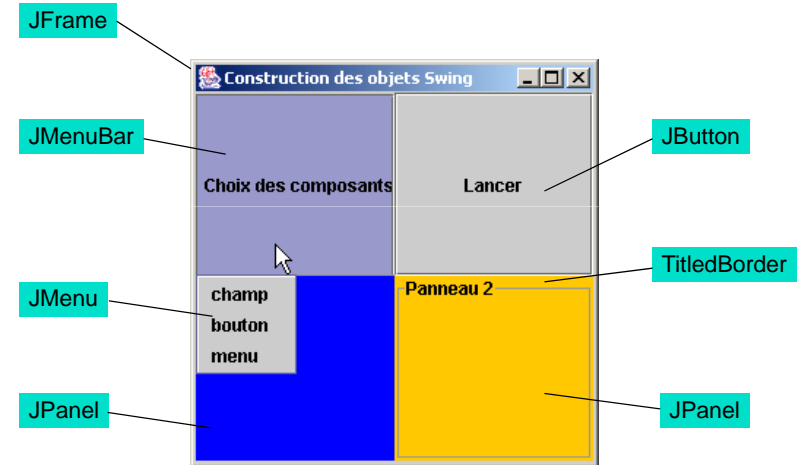 JFrame
Construction des objets Swing
JMenuBar
JButton
Choix des composants
Lancer
TitledBorder
JMenu
champ
Panneau 2
bouton
menu
JPanel
JPanel